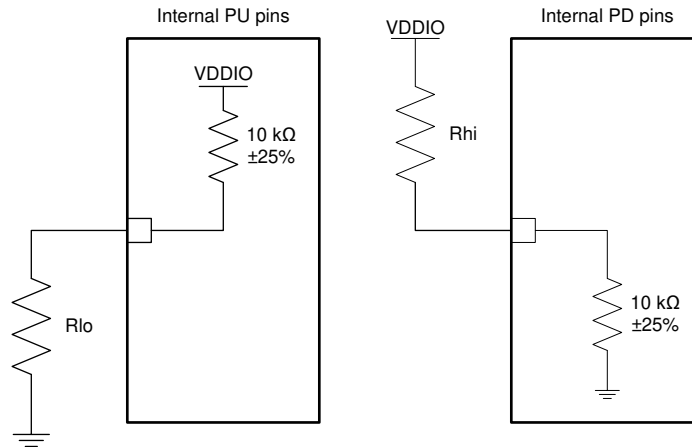 Internal PU pins
VDDIO
10 kΩ
±25%
Rlo
Internal PD pins
VDDIO
Rhi
10 kΩ
±25%